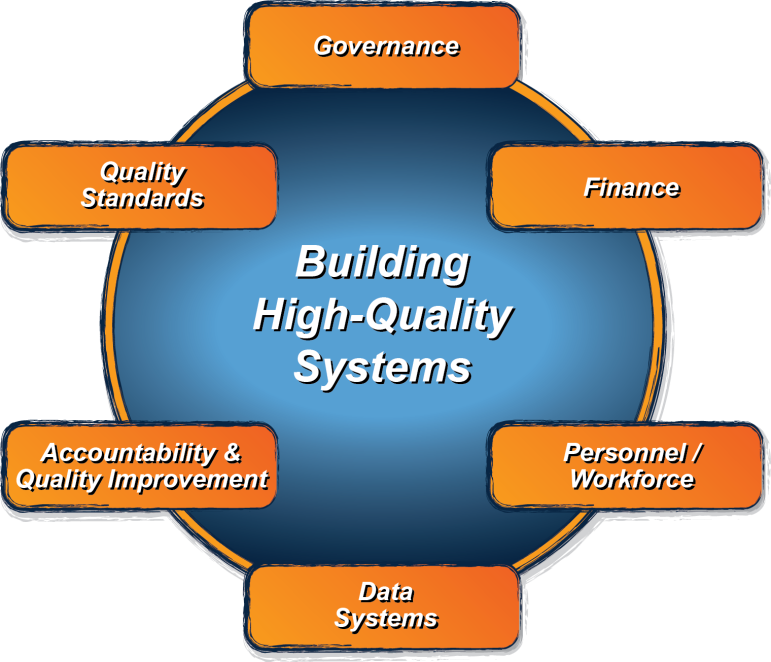 Governance
Quality
Standards
Finance
Building
High-Quality
Systems
Accountability &
Quality Improvement
Personnel /
Workforce
Data
Systems